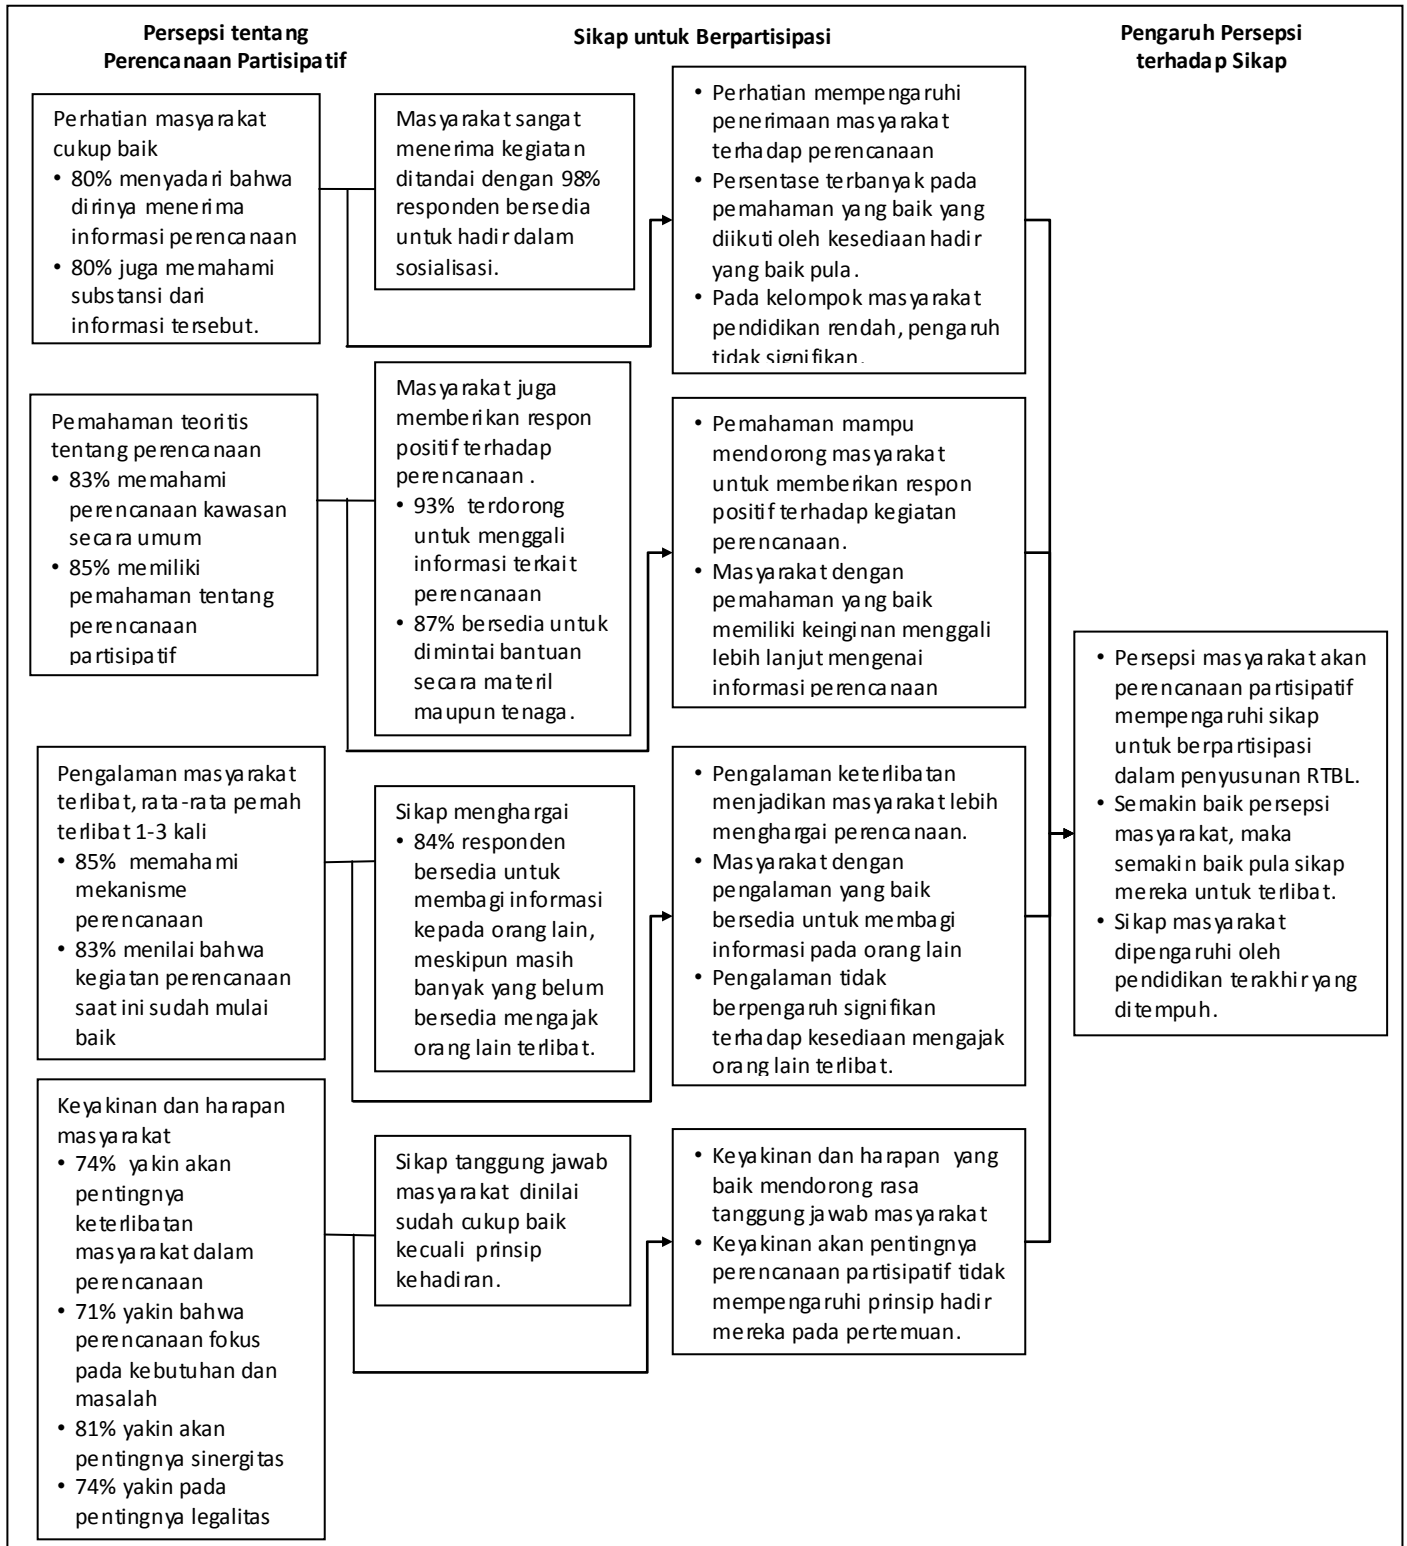 Persepsi tentang
Perencanaan Partisipatif
Sikap untuk Berpartisipasi
Pengaruh Persepsi
terhadap Sikap
Perhatian masyarakat
cukup baik
• 80% menyadari bahwa
dirinya menerima
informasi perencanaan
• 80% juga memahami
substansi dari
informasi tersebut.
Masyarakat sangat
menerima kegiatan
ditandai dengan 98%
responden bersedia
untuk hadir dalam
sosialisasi.
• Perhatian mempengaruhi
penerimaan masyarakat
terhadap perencanaan
• Persentase terbanyak pada
pemahaman yang baik yang
diikuti oleh kesediaan hadir
yang baik pula.
• Pada kelompok masyarakat
pendidikan rendah, pengaruh
tidak signifikan.
Pemahaman teoritis
tentang perencanaan
• 83% memahami
perencanaan kawasan
secara umum
• 85% memiliki
pemahaman tentang
perencanaan
partisipatif
Masyarakat juga
memberikan respon
positif terhadap
perencanaan .
• 93% terdorong
untuk menggali
informasi terkait
perencanaan
• 87% bersedia untuk
dimintai bantuan
secara materil
maupun tenaga.
• Pemahaman mampu
mendorong masyarakat
untuk memberikan respon
positif terhadap kegiatan
perencanaan.
• Masyarakat dengan
pemahaman yang baik
memiliki keinginan menggali
lebih lanjut mengenai
informasi perencanaan
Pengalaman masyarakat
terlibat, rata-rata pernah
terlibat 1-3 kali
• 85% memahami
mekanisme
perencanaan
• 83% menilai bahwa
kegiatan perencanaan
saat ini sudah mulai
baik
Sikap menghargai
• 84% responden
bersedia untuk
membagi informasi
kepada orang lain,
meskipun masih
banyak yang belum
bersedia mengajak
orang lain terlibat.
• Pengalaman keterlibatan
menjadikan masyarakat lebih
menghargai perencanaan.
• Masyarakat dengan
pengalaman yang baik
bersedia untuk membagi
informasi pada orang lain
• Pengalaman tidak
berpengaruh signifikan
terhadap kesediaan mengajak
orang lain terlibat.
Keyakinan dan harapan
masyarakat
• 74% yakin akan
pentingnya
keterlibatan
masyarakat dalam
perencanaan
• 71% yakin bahwa
perencanaan fokus
pada kebutuhan dan
masalah
• 81% yakin akan
pentingnya sinergitas
• 74% yakin pada
pentingnya legalitas
Sikap tanggung jawab
masyarakat dinilai
sudah cukup baik
kecuali prinsip
kehadiran.
• Keyakinan dan harapan yang
baik mendorong rasa
tanggung jawab masyarakat
• Keyakinan akan pentingnya
perencanaan partisipatif tidak
mempengaruhi prinsip hadir
mereka pada pertemuan.
• Persepsi masyarakat akan
perencanaan partisipatif
mempengaruhi sikap
untuk berpartisipasi
dalam penyusunan RTBL.
• Semakin baik persepsi
masyarakat, maka
semakin baik pula sikap
mereka untuk terlibat.
• Sikap masyarakat
dipengaruhi oleh
pendidikan terakhir yang
ditempuh.